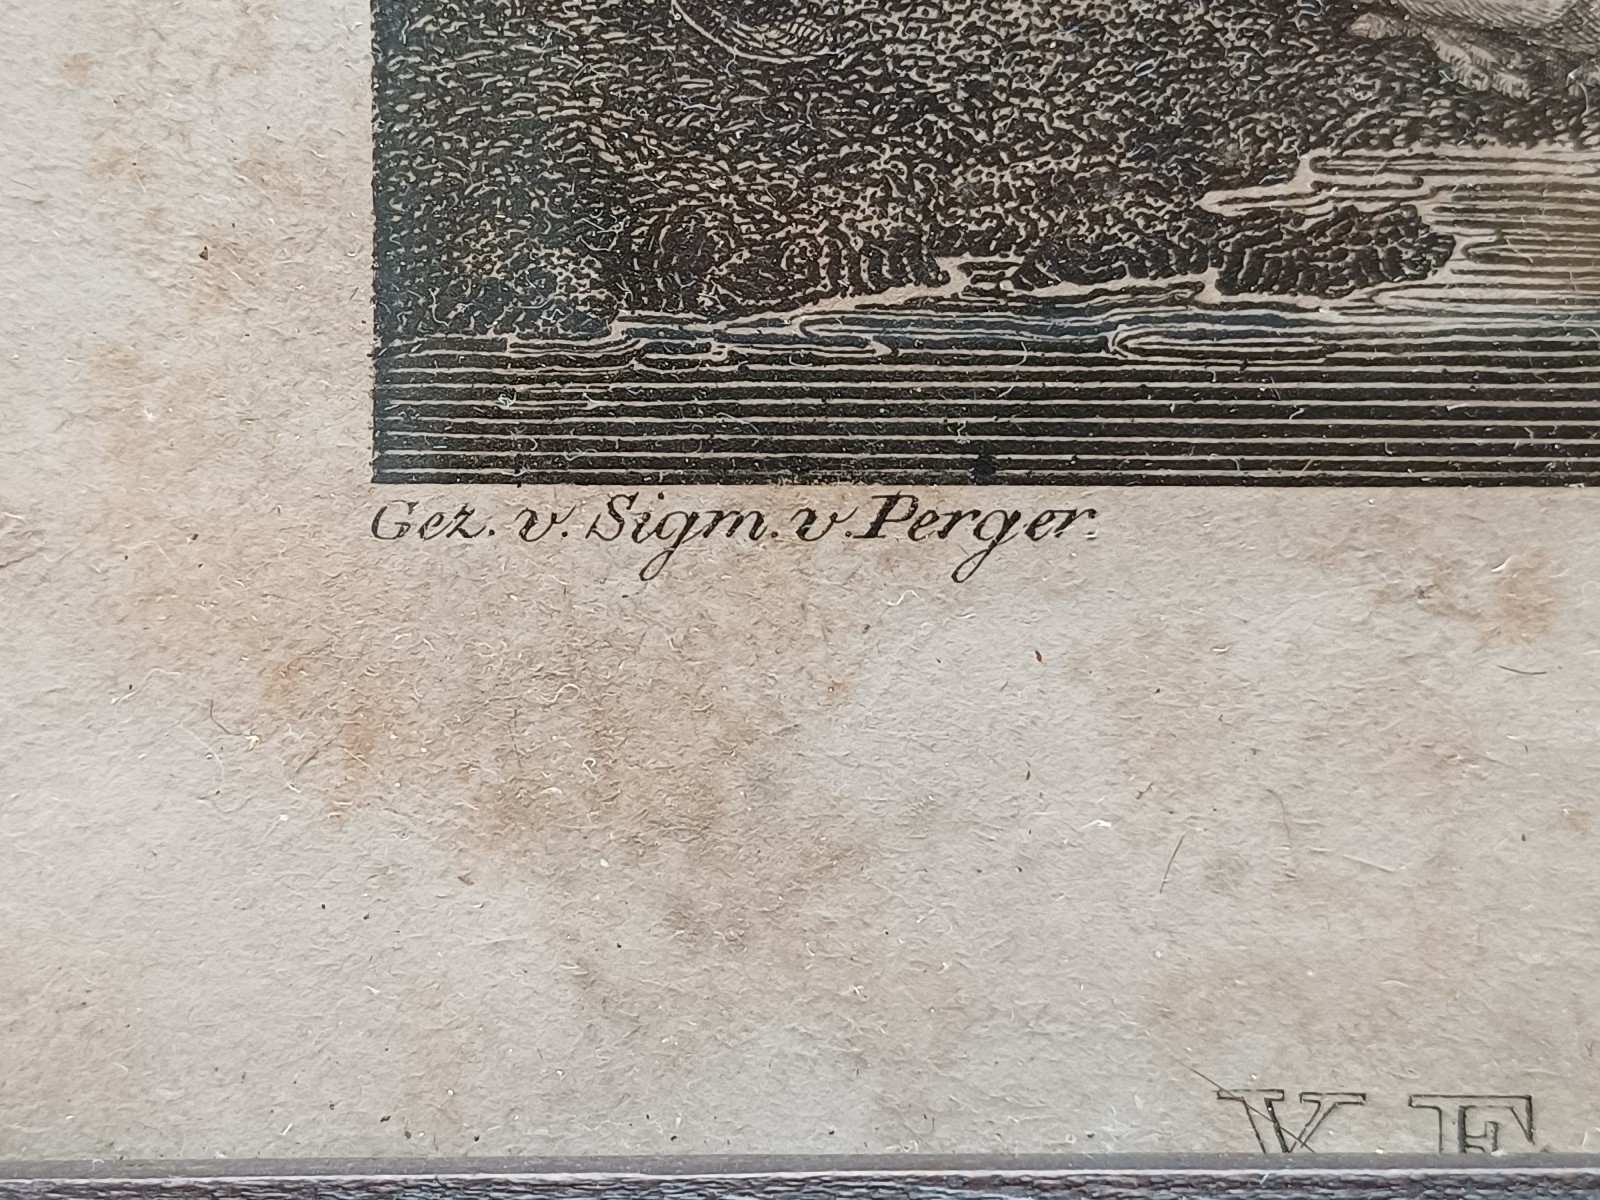 Gez. v. Sigm. v. Perger.